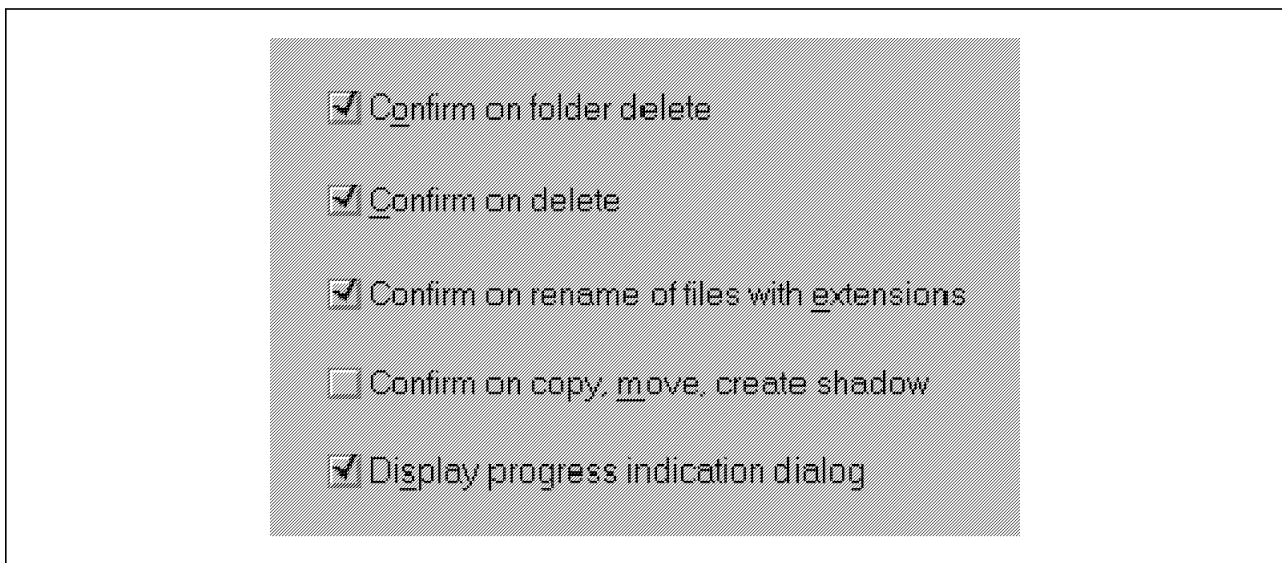 Confirm on folder delete
Confirm on delete
Confirm on rename of files with extensions
Confirm on copy, move, create shadow
Display progress indication dialog